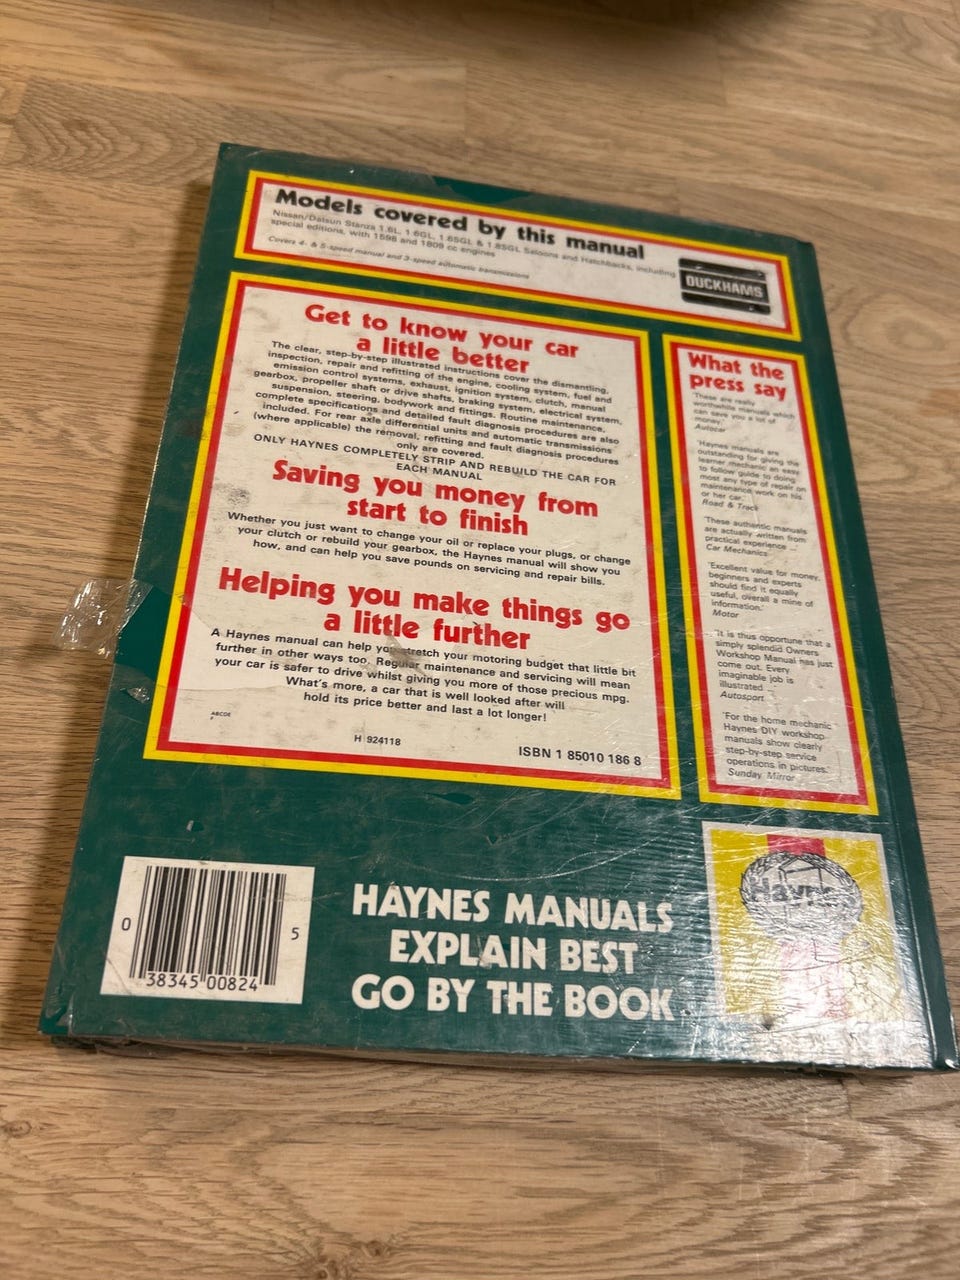 Models covered by this manual
Nissan/Datsun Stanza 1.6L, 1.6GL, 1.6SGL & 1.8SGL Saloons and Hatchbacks, including
special editions, with 1598 and 1809 cc engines
Covers 4- & 5-speed manual and 3-speed automatic transmissions
DUCKHAMS
Get to know your car
a little better
The clear, step-by-step illustrated instructions cover the dismantling,
inspection, repair and refitting of the engine, cooling system, fuel and
emission control systems, exhaust, ignition system, clutch, manual
gearbox, propeller shaft or drive shafts, braking system, electrical system,
suspension, steering, bodywork and fittings. Routine maintenance,
complete specifications and detailed fault diagnosis procedures are also
included. For rear axle differential units and automatic transmissions
(where applicable) the removal, refitting and fault diagnosis procedures
only are covered.
ONLY HAYNES COMPLETELY STRIP AND REBUILD THE CAR FOR
EACH MANUAL
Saving you money from
start to finish
Whether you just want to change your oil or replace your plugs, or change
your clutch or rebuild your gearbox, the Haynes manual will show you
how, and can help you save pounds on servicing and repair bills.
Helping you make things go
a little further
A Haynes manual can help you stretch your motoring budget that little bit
further in other ways too. Regular maintenance and servicing will mean
your car is safer to drive whilst giving you more of those precious mpg.
What's more, a car that is well looked after will
hold its price better and last a lot longer!
ABCDE
F
H 924118
ISBN 1 85010 186 8
What the
press say
'These are really
worthwhile manuals which
can save you a lot of
money.'
Autocar
'Haynes manuals are
outstanding for giving the
learner mechanic an easy
to follow guide to doing
most any type of repair or
maintenance work on his
or her car.'
Road & Track
'These authentic manuals
are actually written from
practical experience ...'
Car Mechanics
'Excellent value for money,
beginners and experts
should find it equally
useful, overall a mine of
information.'
Motor
'It is thus opportune that a
simply splendid Owners
Workshop Manual has just
come out. Every
imaginable job is
illustrated ...'
Autosport
'For the home mechanic
Haynes DIY workshop
manuals show clearly
step-by-step service
operations in pictures.'
Sunday Mirror
0 38345 00824 5
HAYNES MANUALS
EXPLAIN BEST
GO BY THE BOOK
Haynes